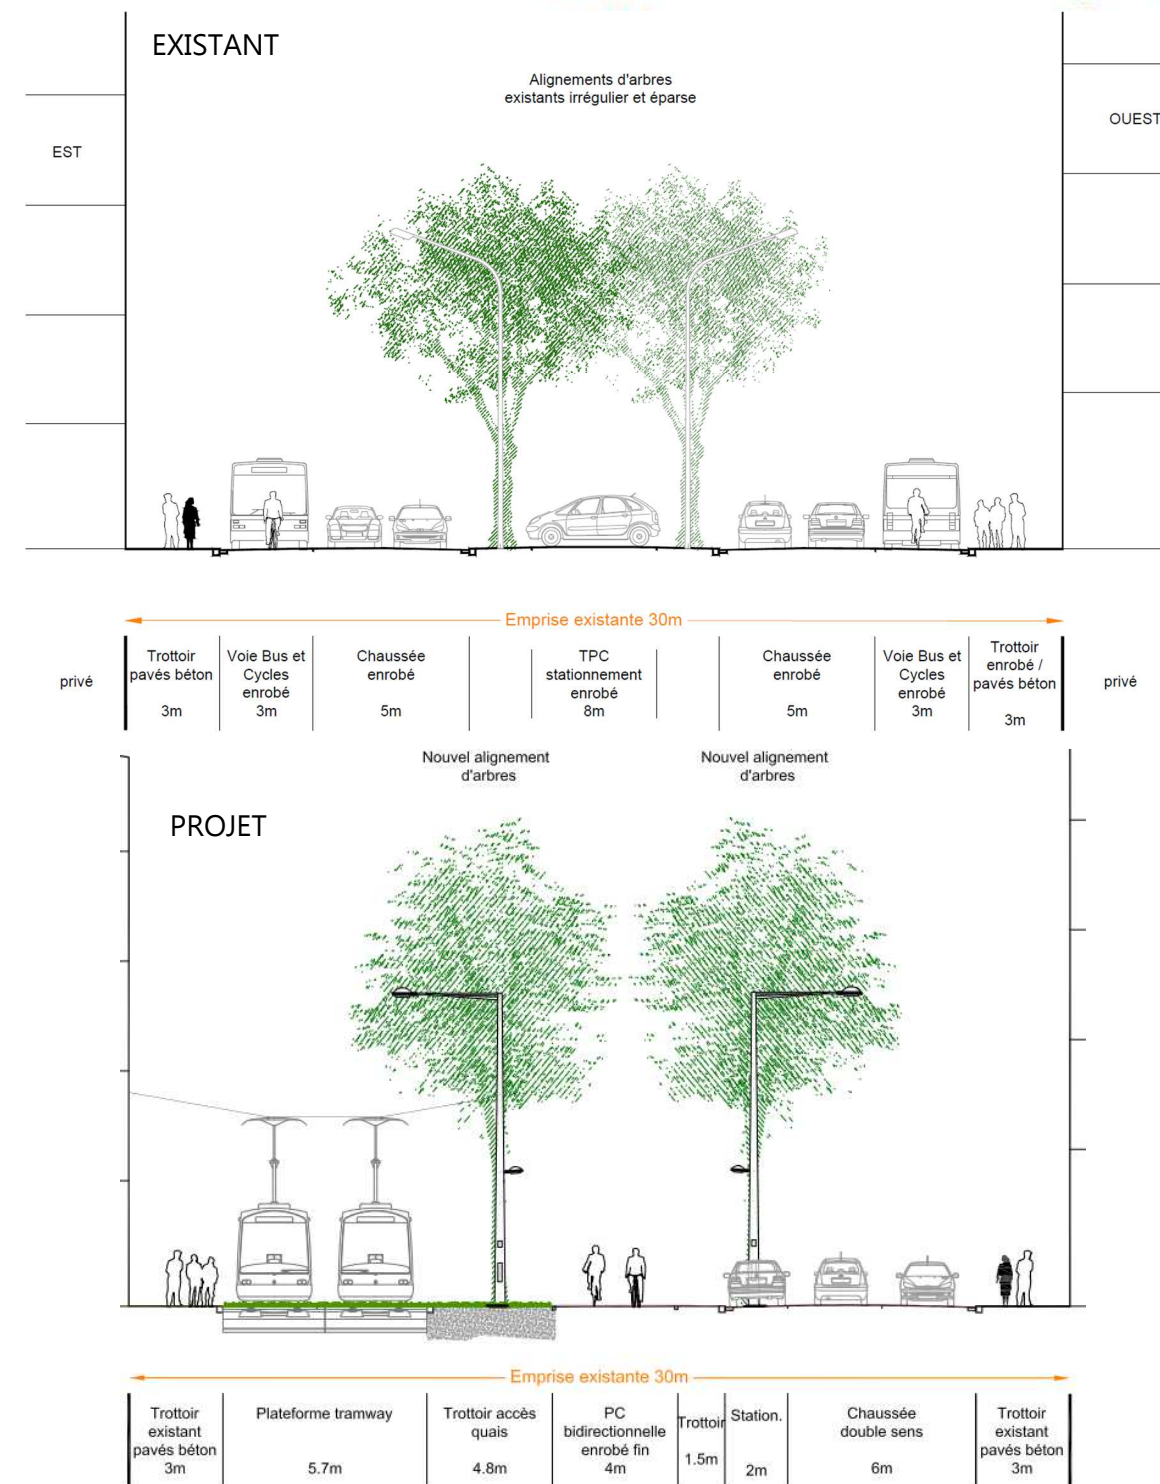 EXISTANT
Alignements d'arbres
existants irrégulier et éparse
EST
OUEST
Emprise existante 30m
privé
Trottoir
pavés béton
3m
Voie Bus et
Cycles
enrobé
3m
Chaussée
enrobé
5m
TPC
stationnement
enrobé
8m
Chaussée
enrobé
5m
Voie Bus et
Cycles
enrobé
3m
Trottoir
enrobé /
pavés béton
3m
privé
Nouvel alignement
d'arbres
Nouvel alignement
d'arbres
PROJET
Emprise existante 30m
Trottoir
existant
pavés béton
3m
Plateforme tramway
5.7m
Trottoir accès
quais
4.8m
PC
bidirectionnelle
enrobé fin
4m
Trottoir
1.5m
Station.
2m
Chaussée
double sens
6m
Trottoir
existant
pavés béton
3m